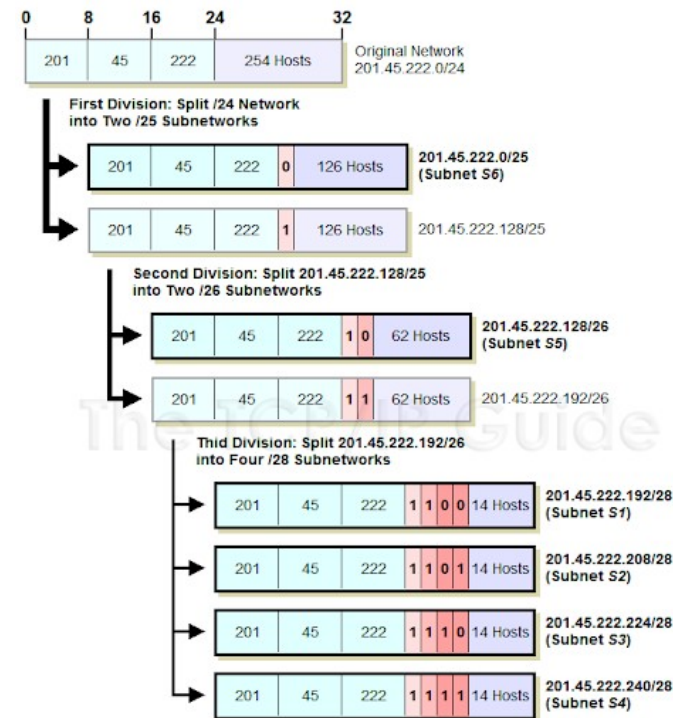 0 8 16 24 32
201 45 222 254 Hosts
Original Network
201.45.222.0/24
First Division: Split /24 Network
into Two /25 Subnetworks
201 45 222 0 126 Hosts
201.45.222.0/25
(Subnet S6)
201 45 222 1 126 Hosts
201.45.222.128/25
Second Division: Split 201.45.222.128/25
into Two /26 Subnetworks
201 45 222 1 0 62 Hosts
201.45.222.128/26
(Subnet S5)
201 45 222 1 1 62 Hosts
201.45.222.192/26
The TCP/IP Guide
Thid Division: Split 201.45.222.192/26
into Four /28 Subnetworks
201 45 222 1 1 0 0 14 Hosts
201.45.222.192/28
(Subnet S1)
201 45 222 1 1 0 1 14 Hosts
201.45.222.208/28
(Subnet S2)
201 45 222 1 1 1 0 14 Hosts
201.45.222.224/28
(Subnet S3)
201 45 222 1 1 1 1 14 Hosts
201.45.222.240/28
(Subnet S4)